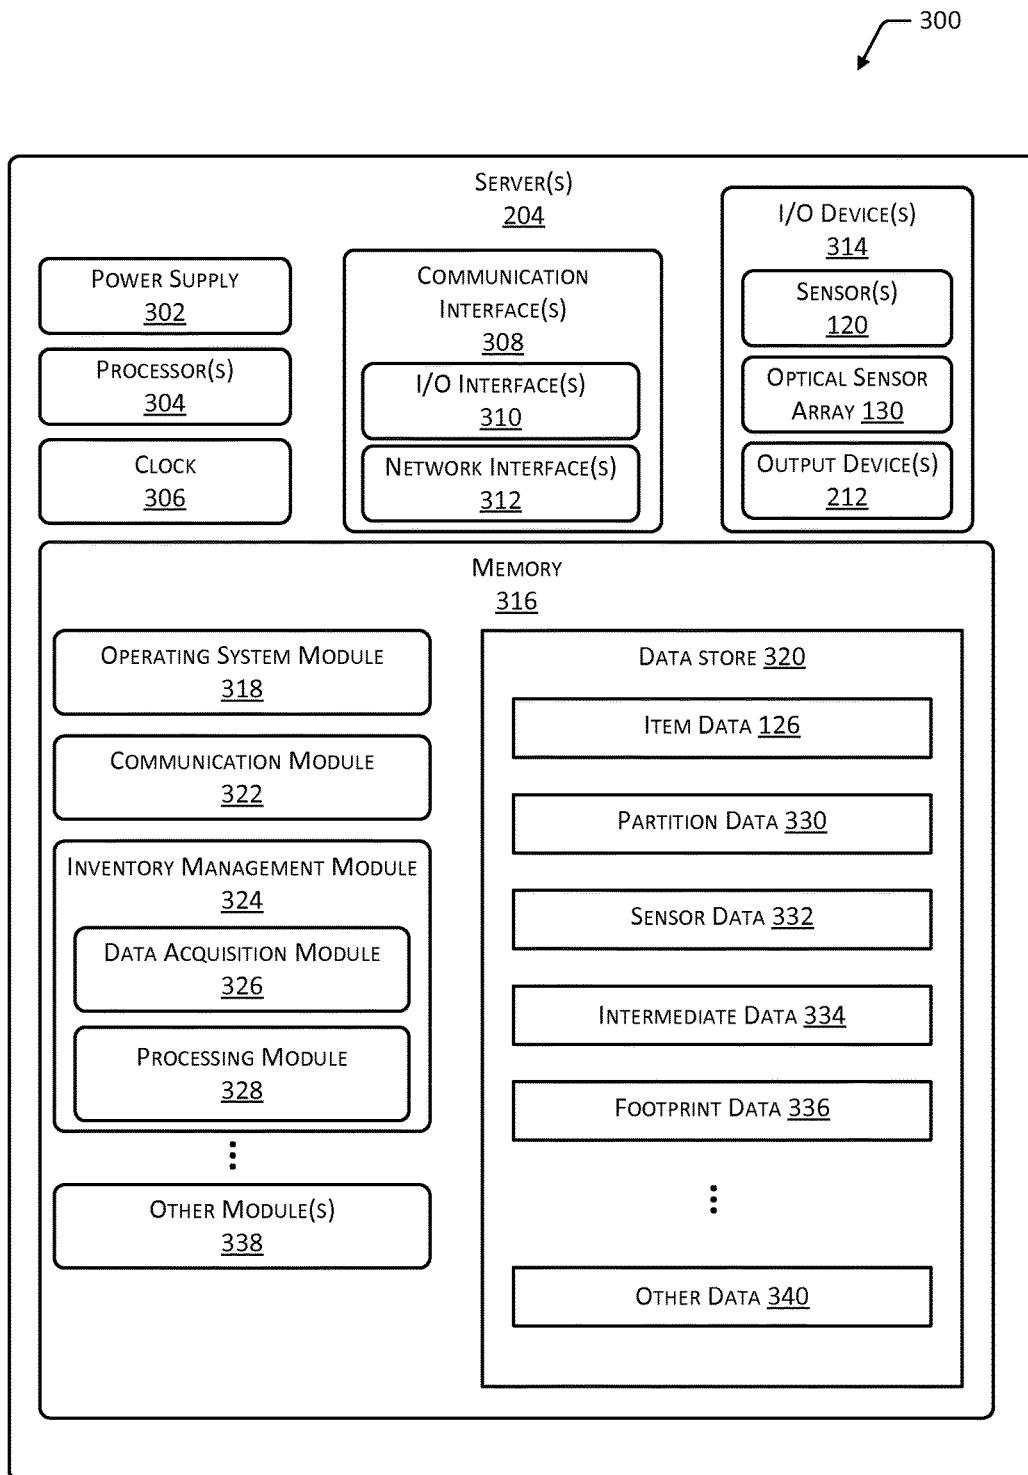 300
SERVER(S)
204
POWER SUPPLY
302
PROCESSOR(S)
304
CLOCK
306
COMMUNICATION
INTERFACE(S)
308
I/O INTERFACE(S)
310
NETWORK INTERFACE(S)
312
I/O DEVICE(S)
314
SENSOR(S)
120
OPTICAL SENSOR
ARRAY 130
OUTPUT DEVICE(S)
212
MEMORY
316
OPERATING SYSTEM MODULE
318
COMMUNICATION MODULE
322
INVENTORY MANAGEMENT MODULE
324
DATA ACQUISITION MODULE
326
PROCESSING MODULE
328
OTHER MODULE(S)
338
DATA STORE 320
ITEM DATA 126
PARTITION DATA 330
SENSOR DATA 332
INTERMEDIATE DATA 334
FOOTPRINT DATA 336
OTHER DATA 340